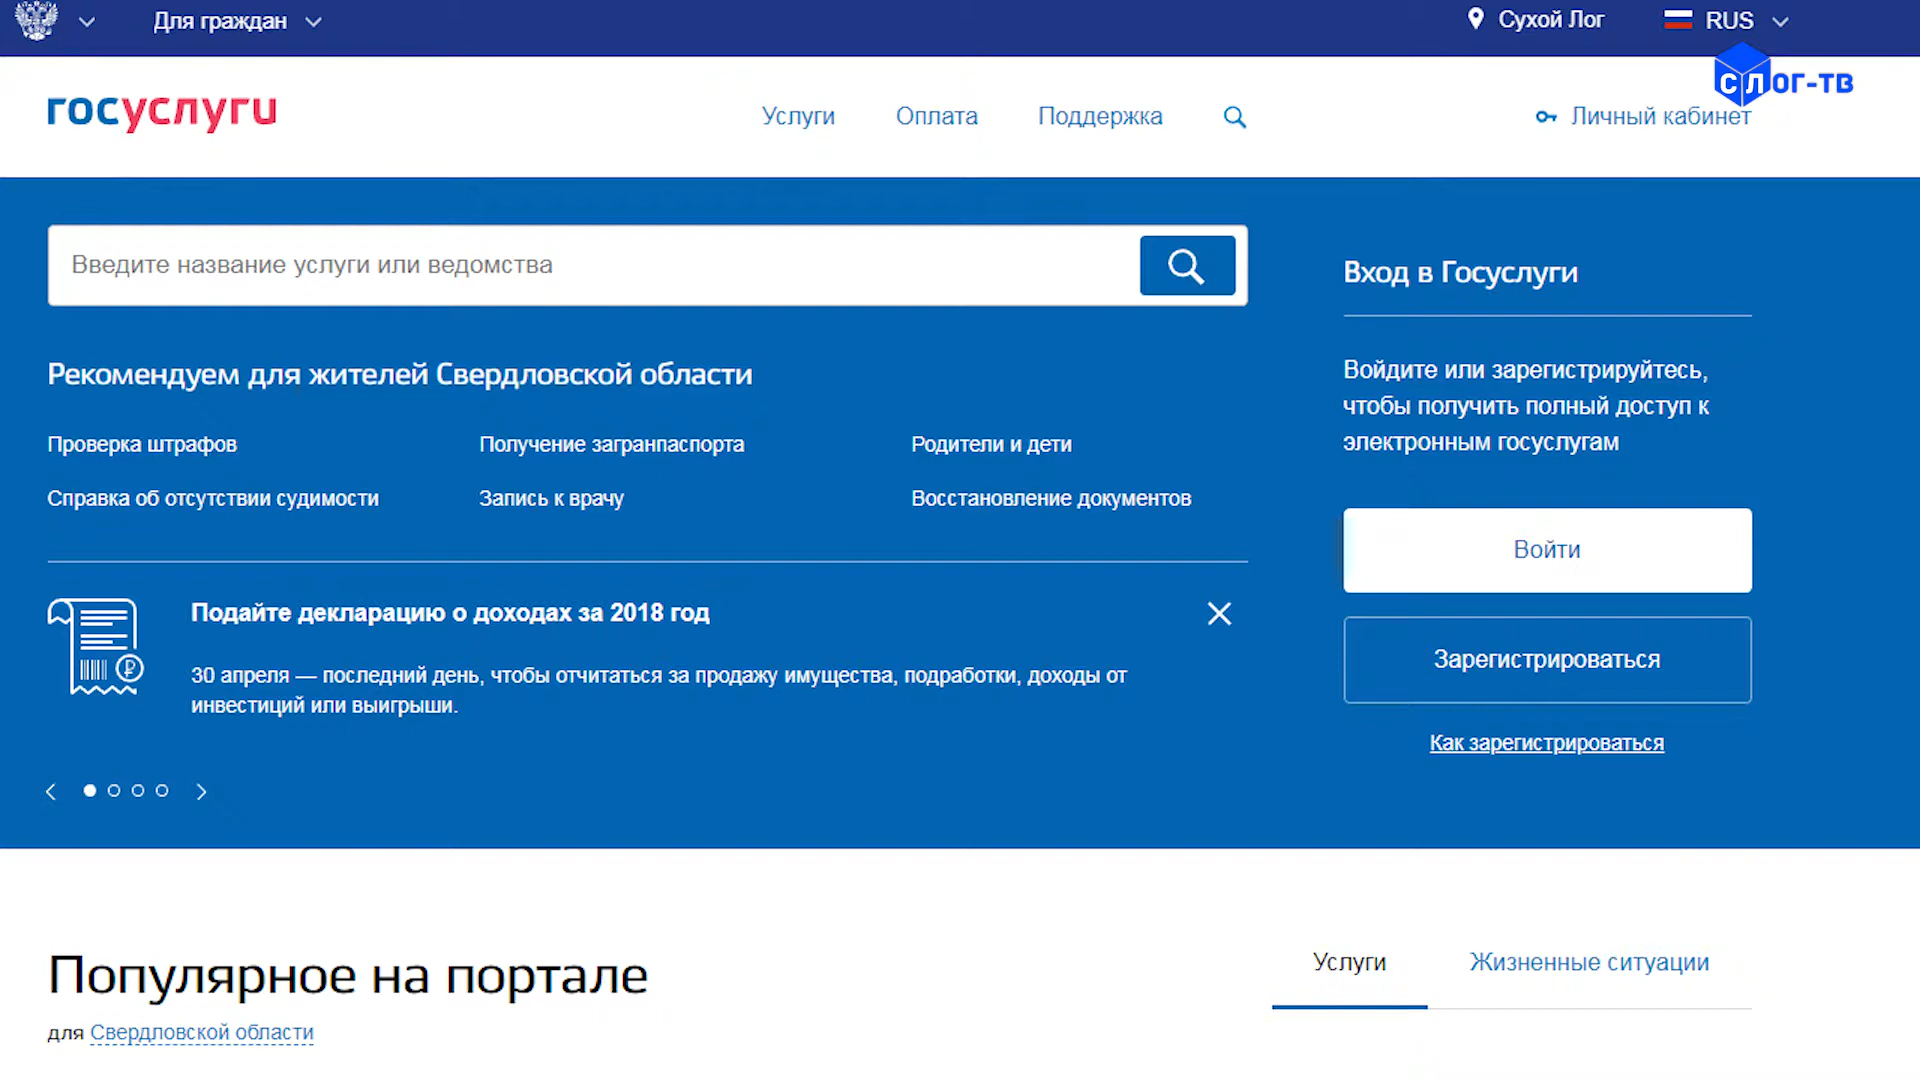 Для граждан
Сухой Лог
RUS
СЛОГ-ТВ
госуслуги
Услуги
Оплата
Поддержка
Личный кабинет
Введите название услуги или ведомства
Рекомендуем для жителей Свердловской области
Проверка штрафов
Получение загранпаспорта
Родители и дети
Справка об отсутствии судимости
Запись к врачу
Восстановление документов
Подайте декларацию о доходах за 2018 год
30 апреля — последний день, чтобы отчитаться за продажу имущества, подработки, доходы от
инвестиций или выигрыши.
Вход в Госуслуги
Войдите или зарегистрируйтесь,
чтобы получить полный доступ к
электронным госуслугам
Войти
Зарегистрироваться
Как зарегистрироваться
Популярное на портале
для Свердловской области
Услуги
Жизненные ситуации